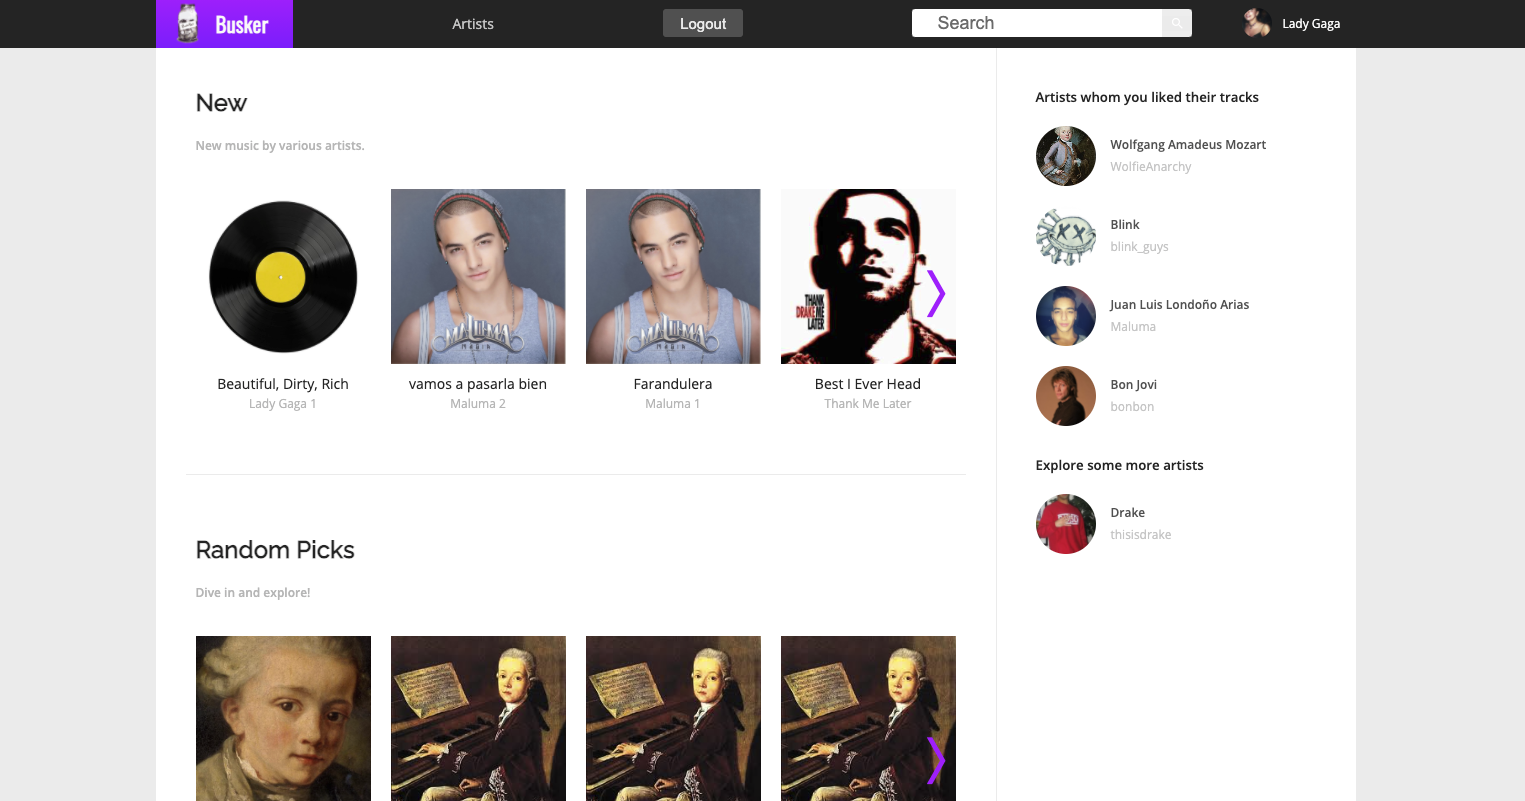 Busker
Artists
Logout
Search
Lady Gaga
New
New music by various artists.
MALUMA
MAGIA
MALUMA
MAGIA
THANK
DRAKE ME
LATER
Beautiful, Dirty, Rich
Lady Gaga 1
vamos a pasarla bien
Maluma 2
Farandulera
Maluma 1
Best I Ever Head
Thank Me Later
Random Picks
Dive in and explore!
Artists whom you liked their tracks
Wolfgang Amadeus Mozart
WolfieAnarchy
Blink
blink_guys
Juan Luis Londoño Arias
Maluma
Bon Jovi
bonbon
Explore some more artists
Drake
thisisdrake